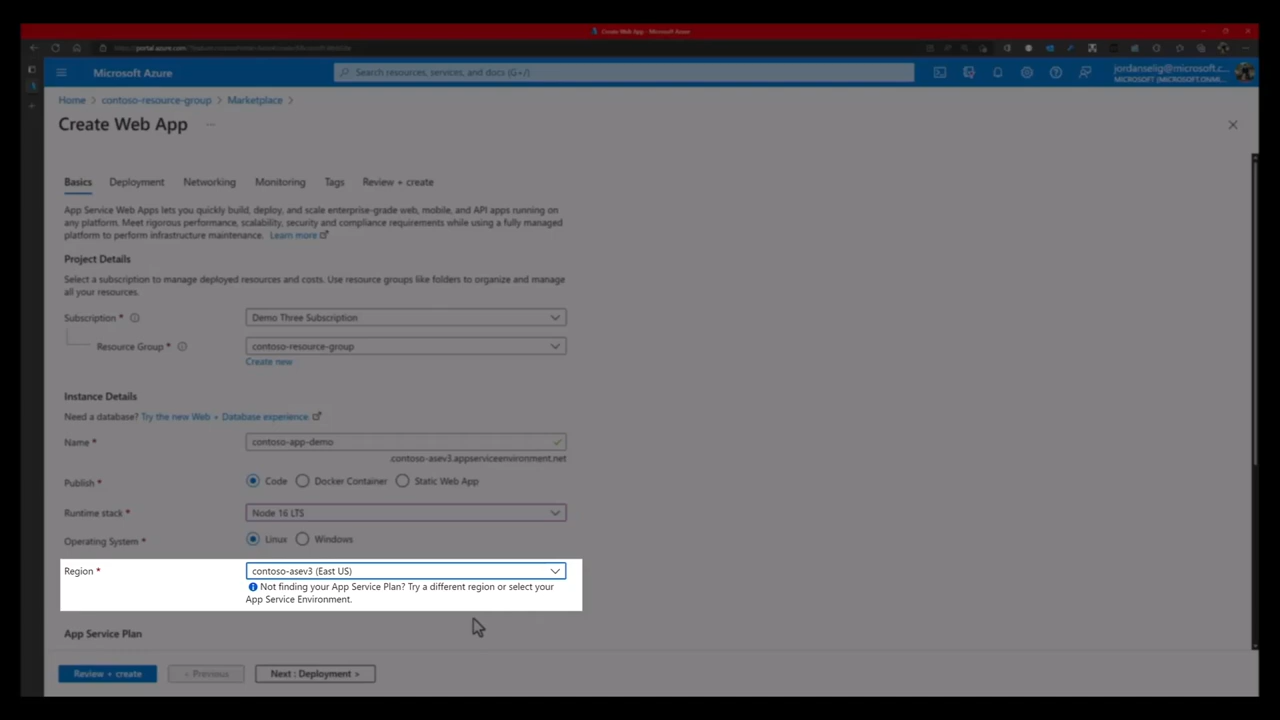 Create Web App - Microsoft Azure
Microsoft Azure
Search resources, services, and docs (G+/)
jordanselig@microsoft.c...
MICROSOFT (MICROSOFT.ONMI...
Home > contoso-resource-group > Marketplace >
Create Web App ...
Basics Deployment Networking Monitoring Tags Review + create
App Service Web Apps lets you quickly build, deploy, and scale enterprise-grade web, mobile, and API apps running on
any platform. Meet rigorous performance, scalability, security and compliance requirements while using a fully managed
platform to perform infrastructure maintenance. Learn more
Project Details
Select a subscription to manage deployed resources and costs. Use resource groups like folders to organize and manage
all your resources.
Subscription * Demo Three Subscription
Resource Group * contoso-resource-group
Create new
Instance Details
Need a database? Try the new Web + Database experience
Name * contoso-app-demo
.contoso-asev3.appserviceenvironment.net
Publish * Code Docker Container Static Web App
Runtime stack * Node 16 LTS
Operating System * Linux Windows
Region * contoso-asev3 (East US)
Not finding your App Service Plan? Try a different region or select your
App Service Environment.
App Service Plan
Review + create < Previous Next : Deployment >